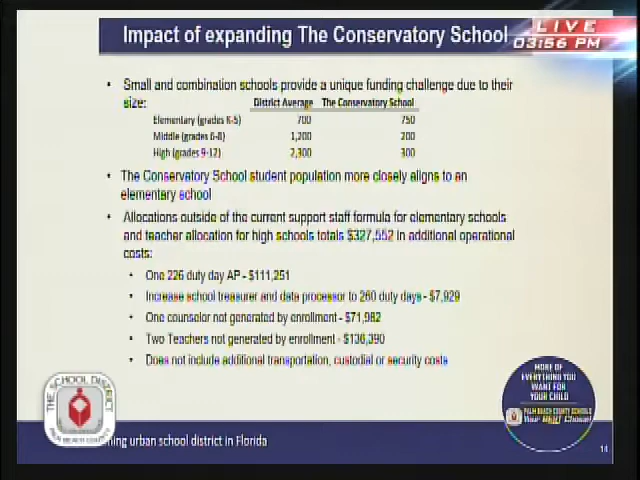 Impact of expanding The Conservatory School
LIVE
03:56 PM
• Small and combination schools provide a unique funding challenge due to their
size:
District Average The Conservatory School
Elementary (grades K-5) 700 750
Middle (grades 6-8) 1,200 200
High (grades 9-12) 2,300 300
• The Conservatory School student population more closely aligns to an
elementary school
• Allocations outside of the current support staff formula for elementary schools
and teacher allocation for high schools totals $327,552 in additional operational
costs:
• One 226 duty day AP - $111,251
• Increase school treasurer and data processor to 260 duty days - $7,929
• One counselor not generated by enrollment - $71,982
• Two Teachers not generated by enrollment - $136,390
• Does not include additional transportation, custodial or security costs
MORE OF
EVERYTHING YOU
WANT FOR
YOUR CHILD
PALM BEACH COUNTY SCHOOLS
Your BEST Choice!
THE SCHOOL DISTRICT
PALM BEACH COUNTY
urban school district in Florida